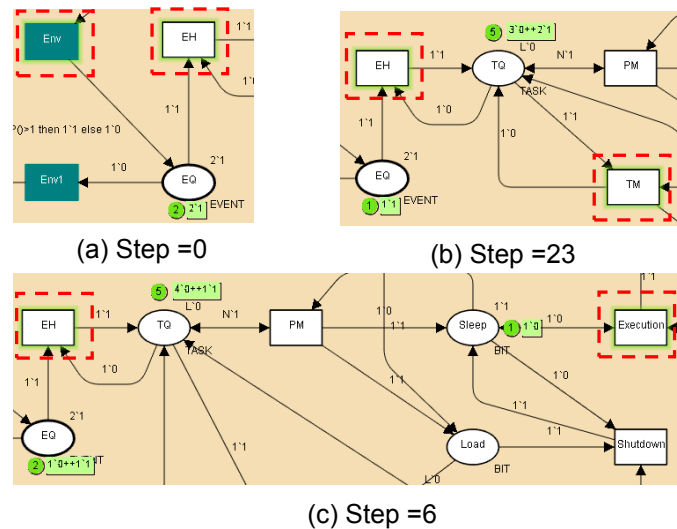 Env
EH
1`1
1`0
1`1
P()>1 then 1`1 else 1`0
Env1
1`0
EQ
2`1
EVENT
2
2`1
(a) Step =0
5
3`0++2`1
L`0
EH
1`1
TQ
N`1
PM
TASK
1`0
1`1
1`0
1`1
2`1
EQ
EVENT
1
1`1
TM
(b) Step =23
5
4`0++1`1
L`0
EH
1`1
TQ
N`1
PM
TASK
1`0
1`1
1`0
1`1
Sleep
1
1`0
1`0
BIT
1`1
Execution
1`1
2`1
EQ
2
1`0++1`1
1`1
1`1
1`0
1`1
Load
BIT
1`1
Shutdown
L`0
(c) Step =6